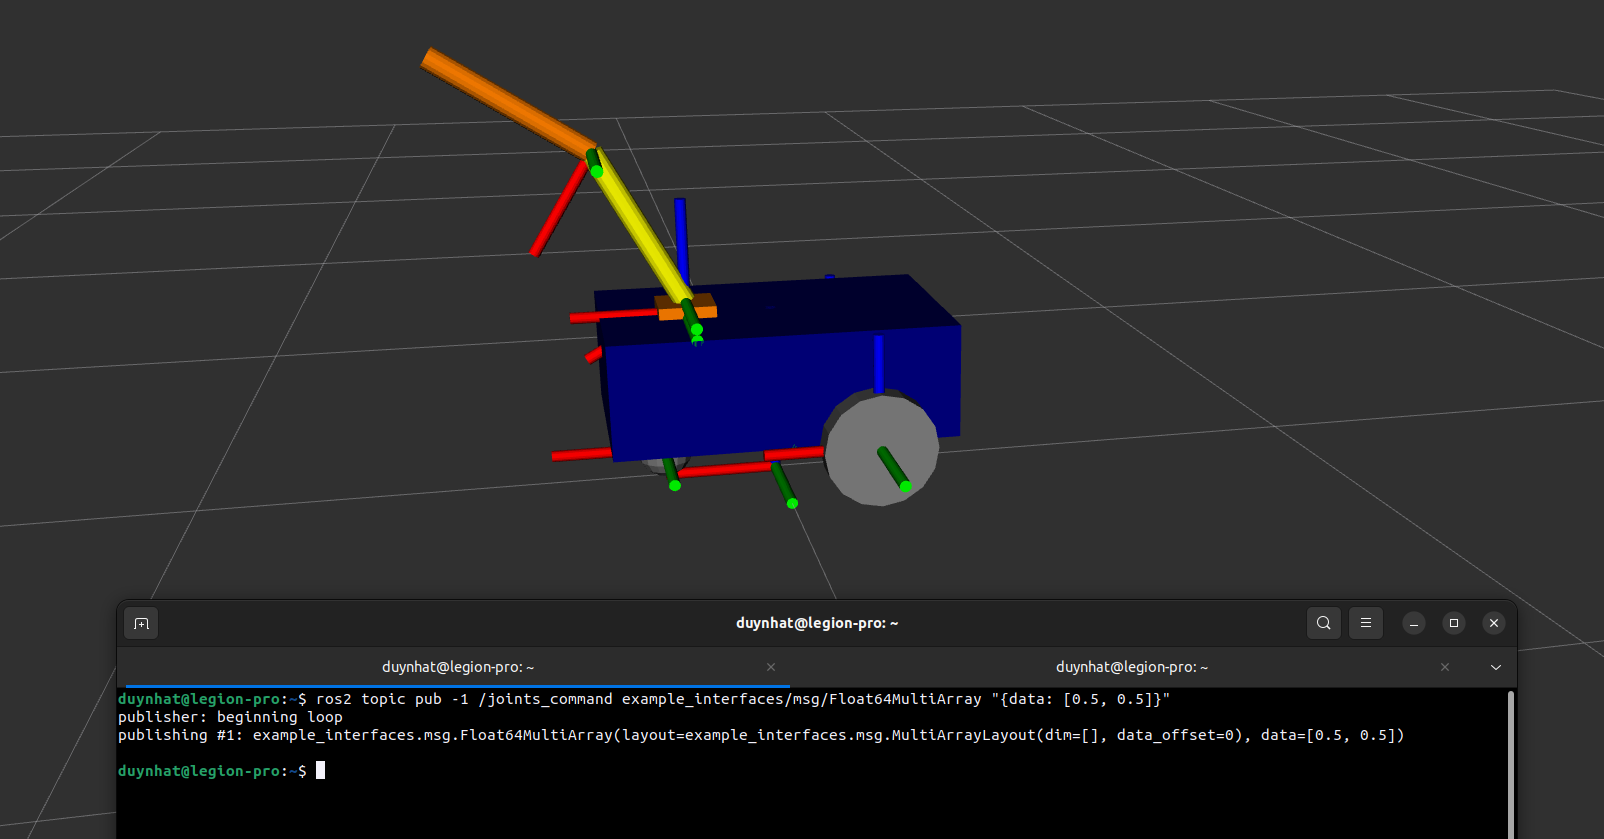 duynhat@legion-pro: ~
duynhat@legion-pro: ~
duynhat@legion-pro: ~
duynhat@legion-pro:~$ ros2 topic pub -1 /joints_command example_interfaces/msg/Float64MultiArray "{data: [0.5, 0.5]}"
publisher: beginning loop
publishing #1: example_interfaces.msg.Float64MultiArray(layout=example_interfaces.msg.MultiArrayLayout(dim=[], data_offset=0), data=[0.5, 0.5])
duynhat@legion-pro:~$